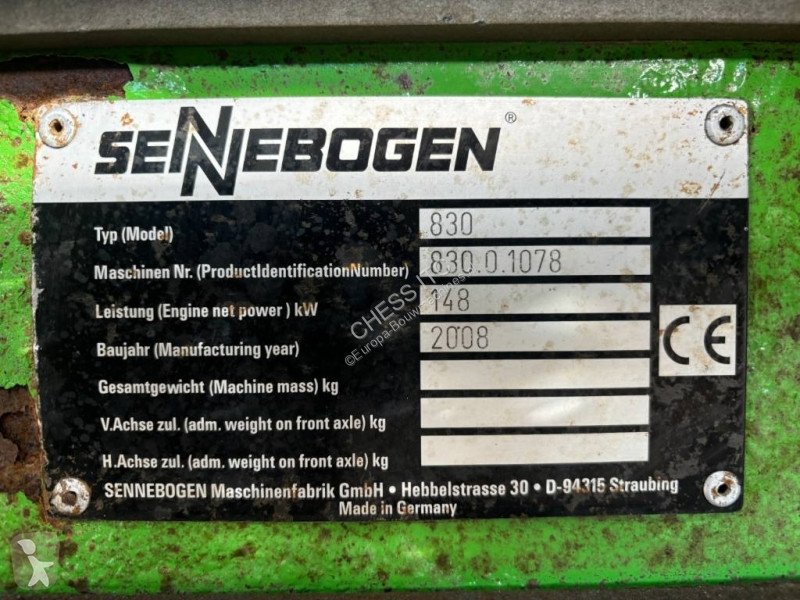 SENNEBOGEN®
Typ (Model) 830
Maschinen Nr. (ProductIdentificationNumber) 830.0.1078
Leistung (Engine net power ) kW 148
Baujahr (Manufacturing year) 2008
Gesamtgewicht (Machine mass) kg
V.Achse zul. (adm. weight on front axle) kg
H.Achse zul. (adm. weight on front axle) kg
SENNEBOGEN Maschinenfabrik GmbH • Hebbelstrasse 30 • D-94315 Straubing
Made in Germany
CE